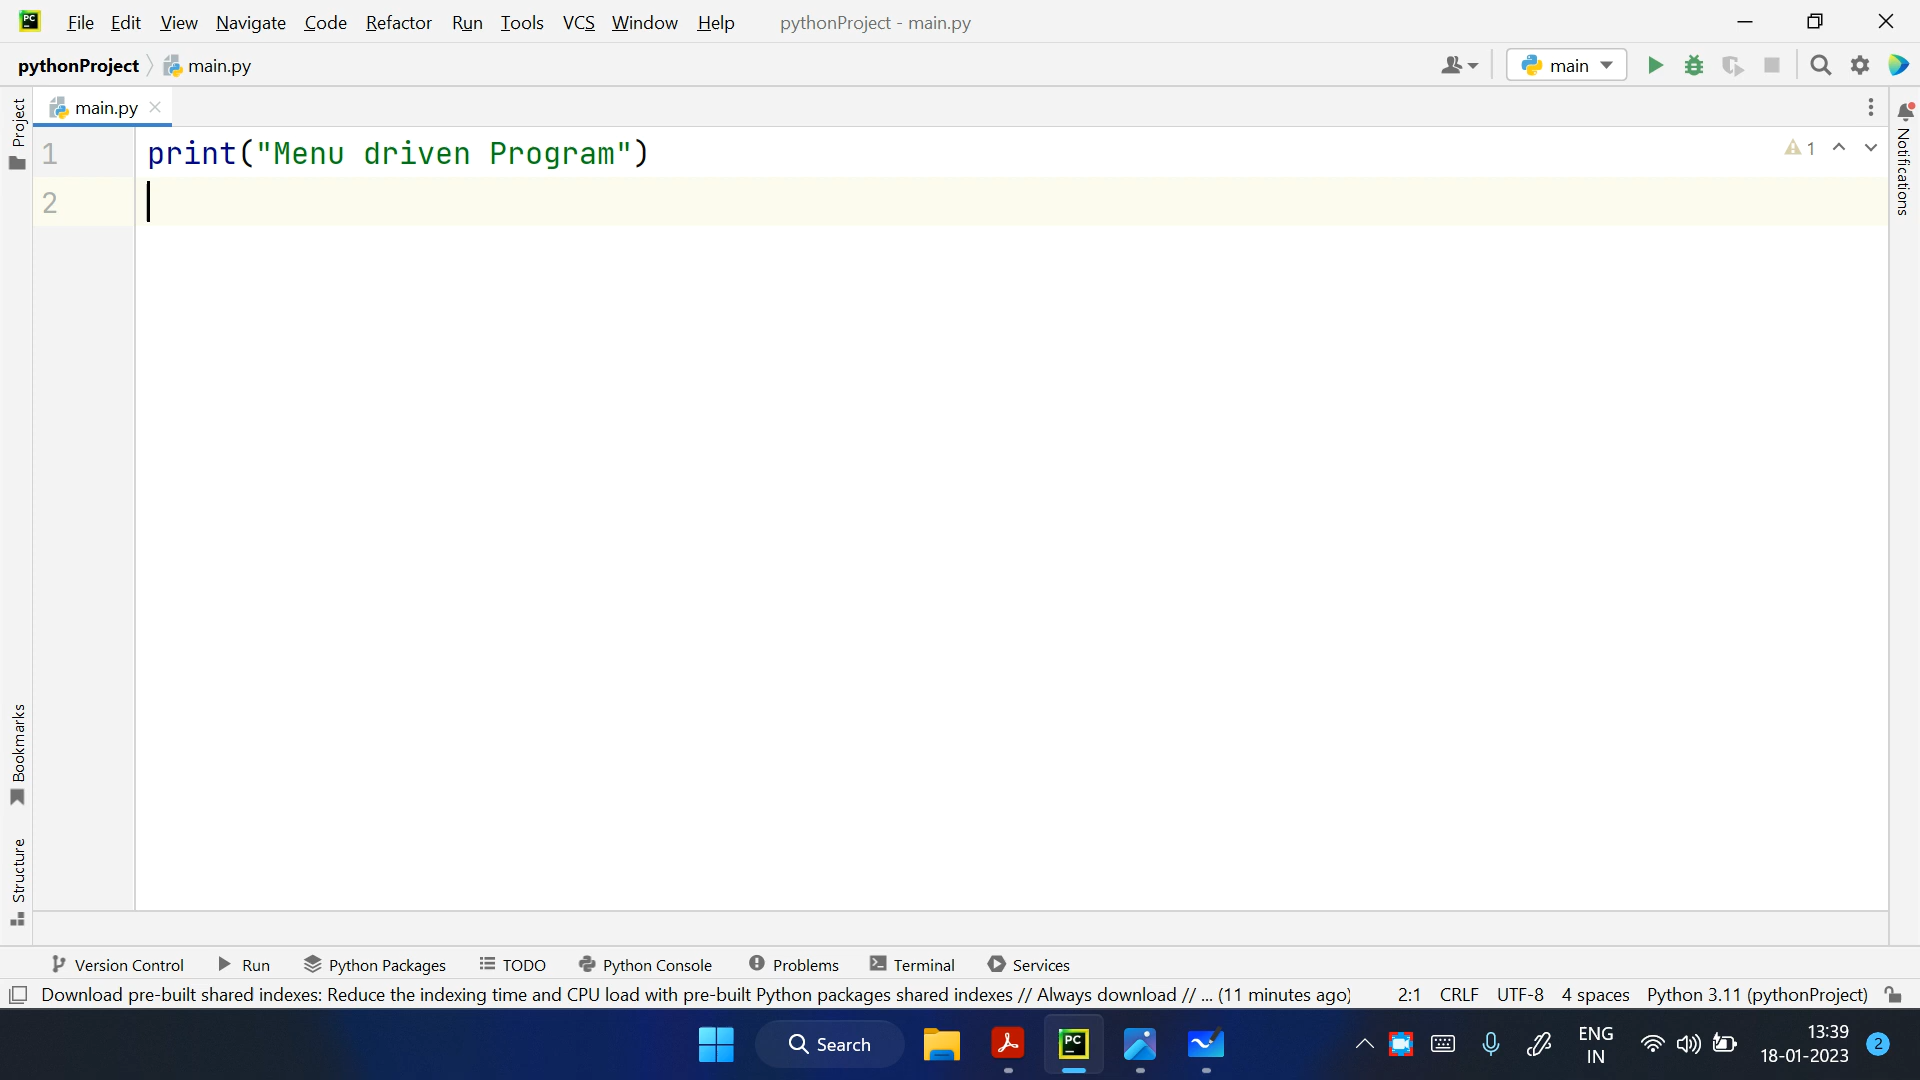 PC File Edit View Navigate Code Refactor Run Tools VCS Window Help pythonProject - main.py
pythonProject main.py main
Project main.py
Notifications
1 print("Menu driven Program") 1
2
Bookmarks
Structure
Version Control Run Python Packages TODO Python Console Problems Terminal Services
Download pre-built shared indexes: Reduce the indexing time and CPU load with pre-built Python packages shared indexes // Always download // ... (11 minutes ago) 2:1 CRLF UTF-8 4 spaces Python 3.11 (pythonProject)
Search PC ENG 13:39
IN 18-01-2023 2